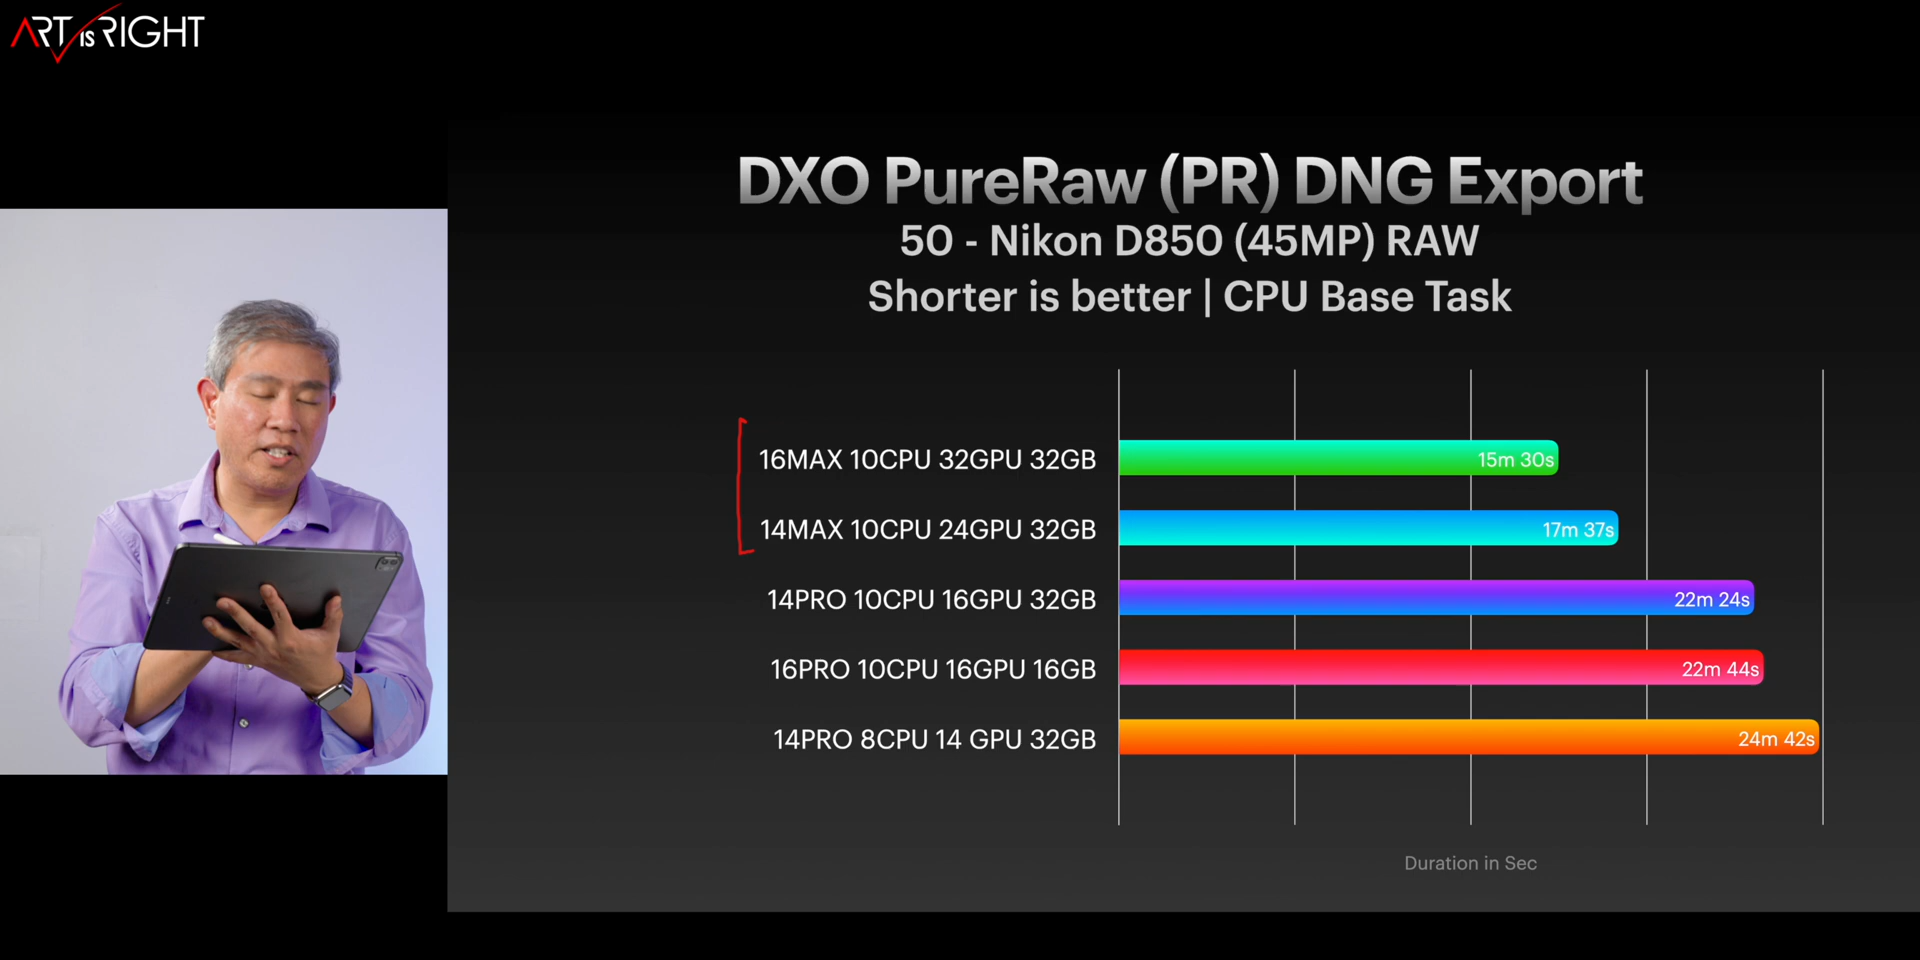 ART IS RIGHT
DXO PureRaw (PR) DNG Export
50 - Nikon D850 (45MP) RAW
Shorter is better | CPU Base Task
16MAX 10CPU 32GPU 32GB 15m 30s
14MAX 10CPU 24GPU 32GB 17m 37s
14PRO 10CPU 16GPU 32GB 22m 24s
16PRO 10CPU 16GPU 16GB 22m 44s
14PRO 8CPU 14 GPU 32GB 24m 42s
Duration in Sec